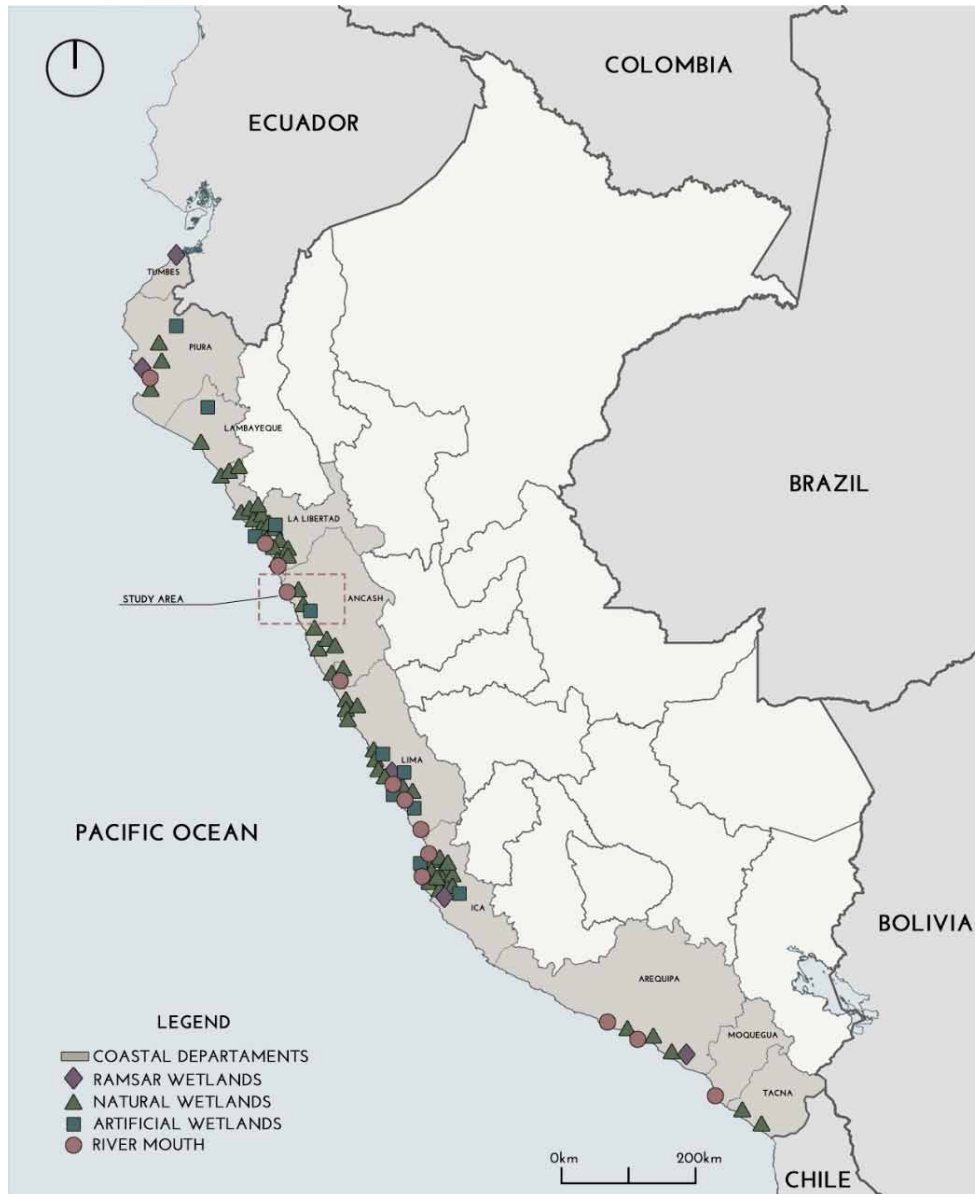 COLOMBIA
ECUADOR
TUMBES
PIURA
LAMBAYEQUE
BRAZIL
LA LIBERTAD
STUDY AREA
ANCASH
LIMA
PACIFIC OCEAN
ICA
BOLIVIA
AREQUIPA
MOQUEGUA
TACNA
LEGEND
COASTAL DEPARTAMENTS
RAMSAR WETLANDS
NATURAL WETLANDS
ARTIFICIAL WETLANDS
RIVER MOUTH
0km 200km
CHILE